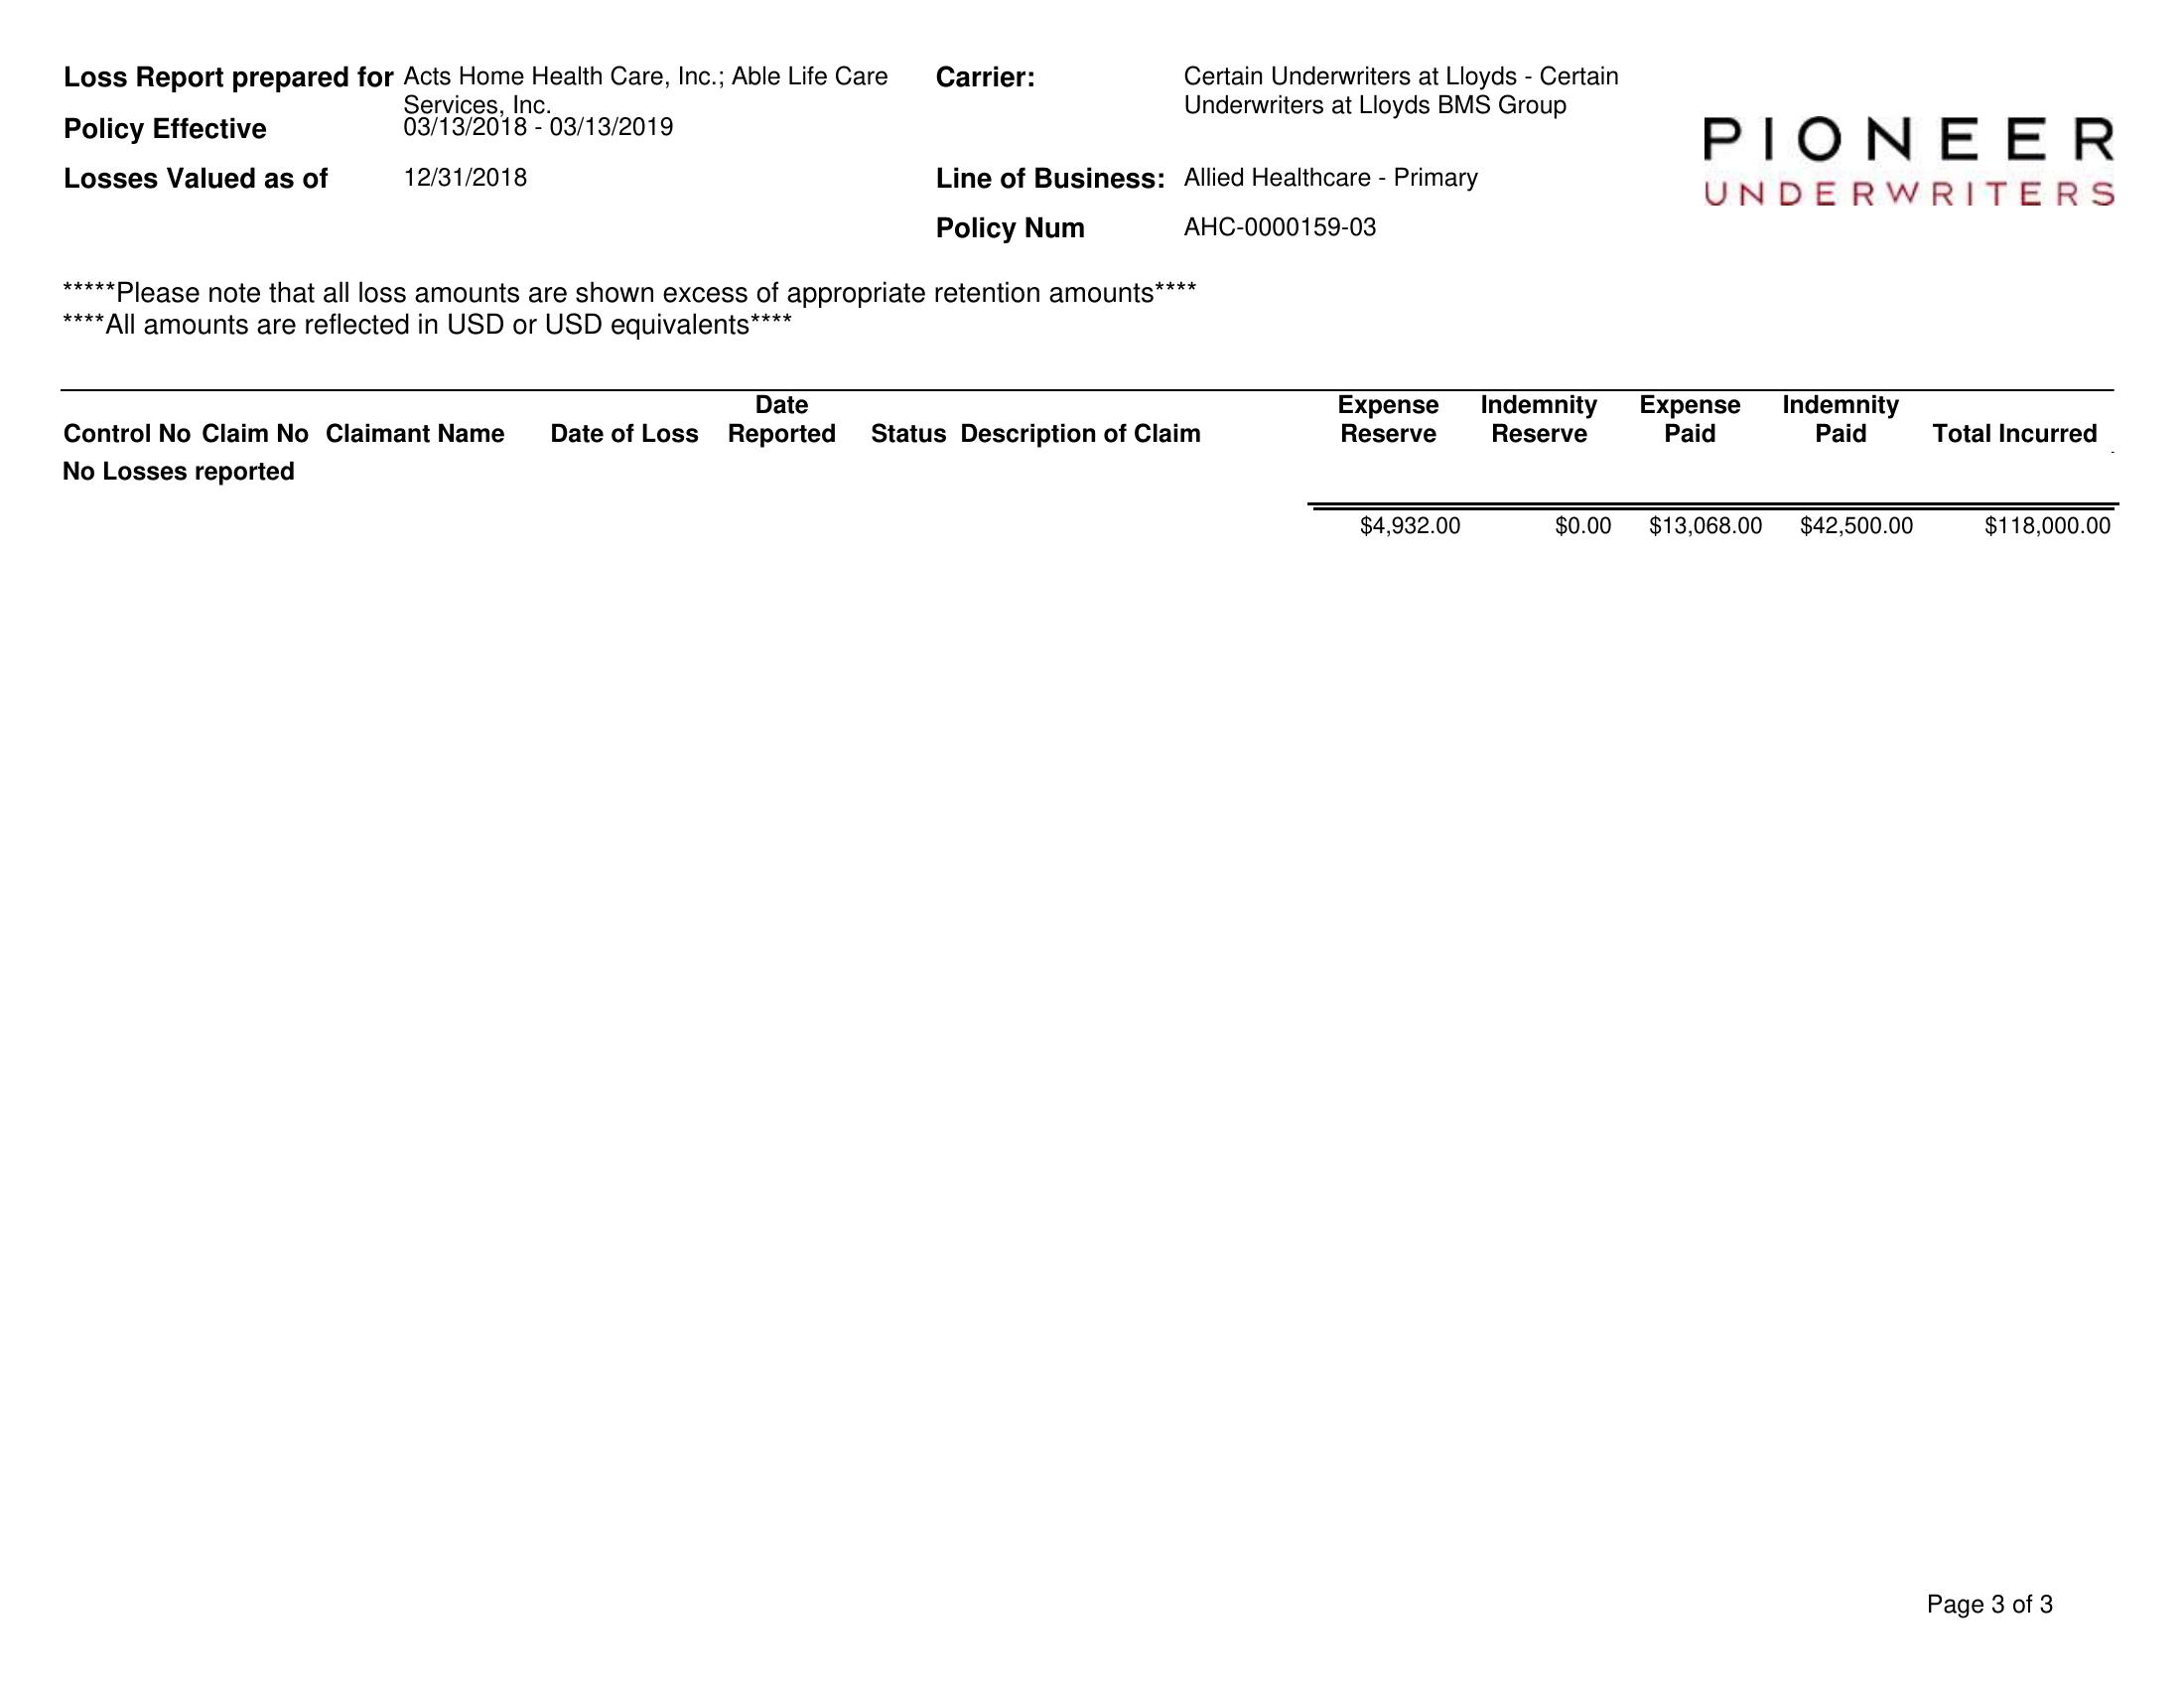 Loss Report prepared for Acts Home Health Care, Inc.; Able Life Care
Services, Inc.
Policy Effective 03/13/2018 - 03/13/2019
Losses Valued as of 12/31/2018
Carrier: Certain Underwriters at Lloyds - Certain
Underwriters at Lloyds BMS Group
Line of Business: Allied Healthcare - Primary
Policy Num AHC-0000159-03
PIONEER
UNDERWRITERS
*****Please note that all loss amounts are shown excess of appropriate retention amounts****
****All amounts are reflected in USD or USD equivalents****
Control No Claim No Claimant Name Date of Loss Date Reported Status Description of Claim Expense Reserve Indemnity Reserve Expense Paid Indemnity Paid Total Incurred
No Losses reported
$4,932.00 $0.00 $13,068.00 $42,500.00 $118,000.00
Page 3 of 3